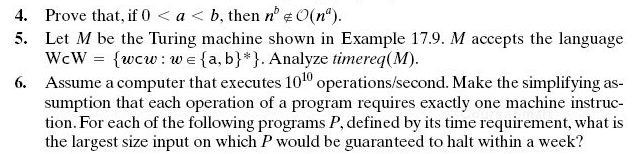 4. Prove that, if 0 < a < b, then nᵇ ∉ O(nᵃ).
5. Let M be the Turing machine shown in Example 17.9. M accepts the language
WcW = {wcw : w ∈ {a, b}*}. Analyze timereq(M).
6. Assume a computer that executes 10¹⁰ operations/second. Make the simplifying as-
sumption that each operation of a program requires exactly one machine instruc-
tion. For each of the following programs P, defined by its time requirement, what is
the largest size input on which P would be guaranteed to halt within a week?